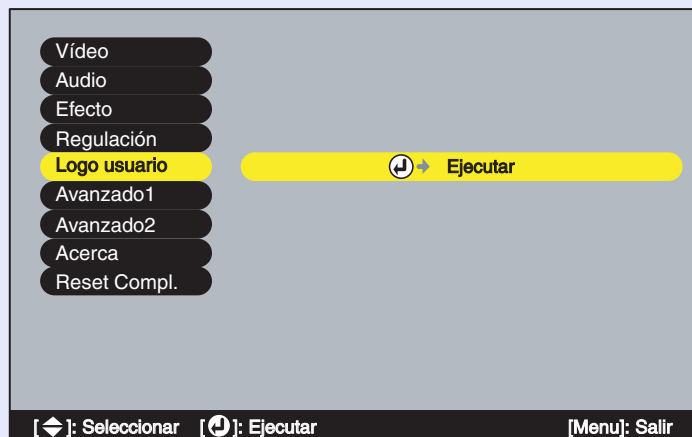 Vídeo
Audio
Efecto
Regulación
Logo usuario
Ejecutar
Avanzado1
Avanzado2
Acerca
Reset Compl.
[ ]: Seleccionar [ ]: Ejecutar [Menu]: Salir